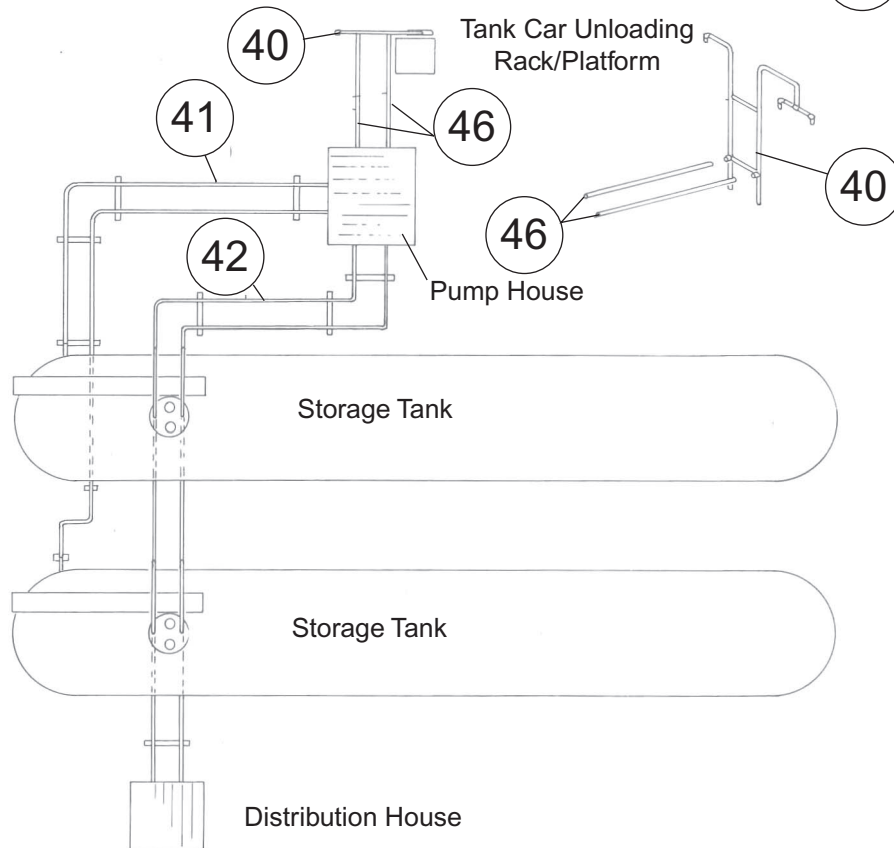 40
Tank Car Unloading
Rack/Platform
41
46
40
46
42
Pump House
Storage Tank
Storage Tank
Distribution House